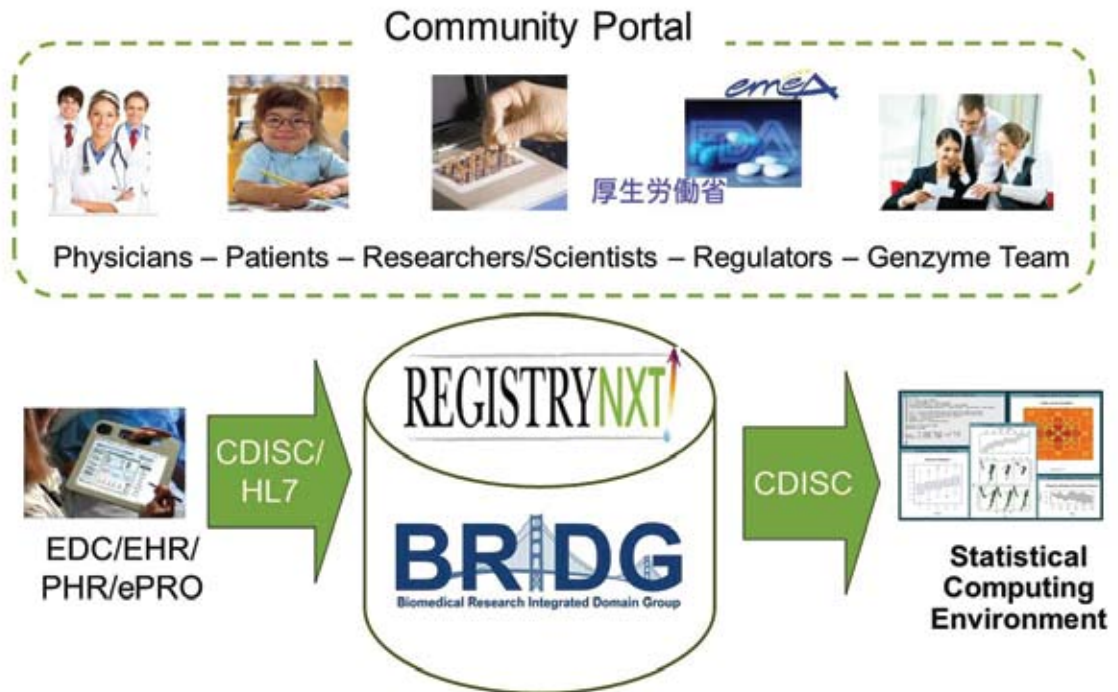 Community Portal
emeA
FDA
厚生労働省
Physicians – Patients – Researchers/Scientists – Regulators – Genzyme Team
REGISTRYNXT!
CDISC/
HL7
CDISC
EDC/EHR/
PHR/ePRO
BRIDG
Biomedical Research Integrated Domain Group
Statistical
Computing
Environment